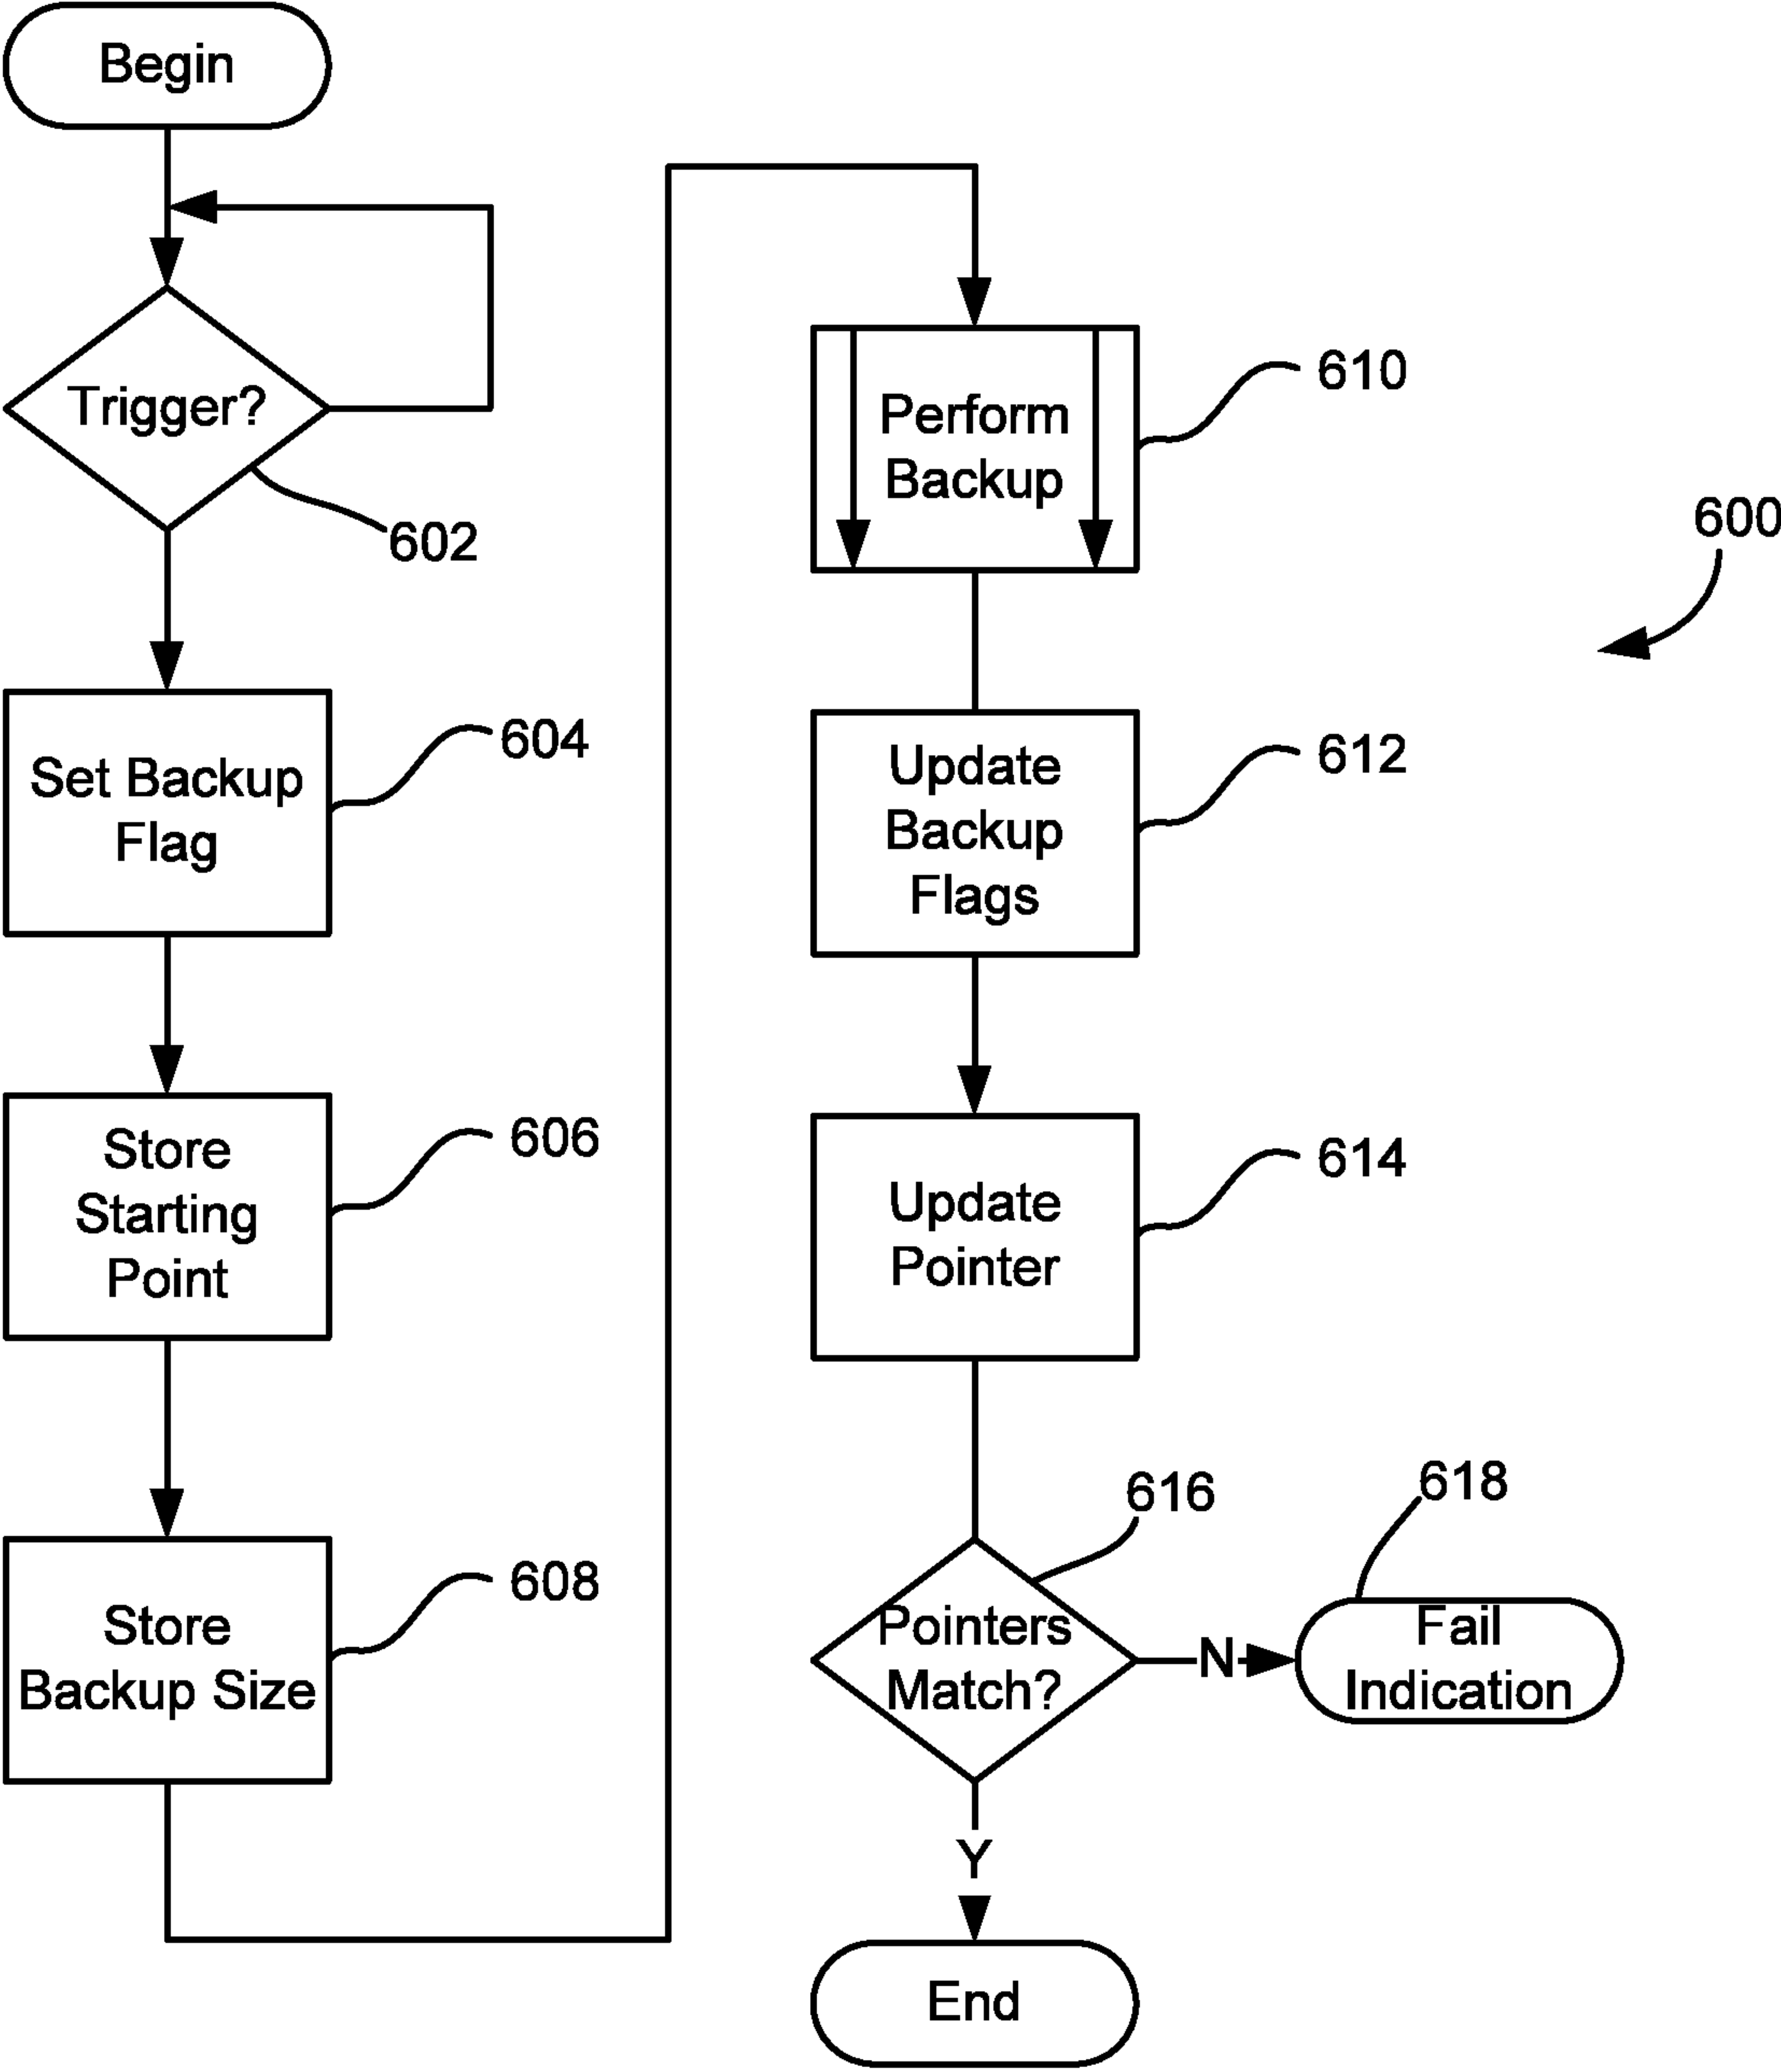 Begin
Trigger?
602
Set Backup
Flag
604
Store
Starting
Point
606
Store
Backup Size
608
Perform
Backup
610
600
Update
Backup
Flags
612
Update
Pointer
614
Pointers
Match?
616
N
618
Fail
Indication
Y
End